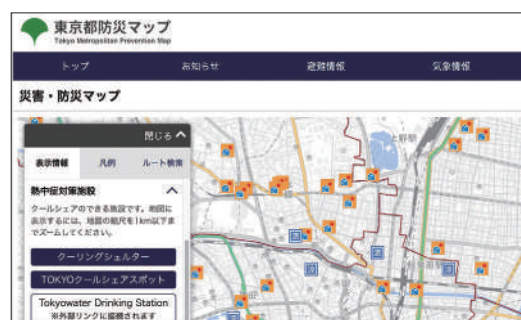 東京都防災マップ
Tokyo Metropolitan Prevention Map
トップ
お知らせ
避難情報
気象情報
災害・防災マップ
閉じる
表示情報
凡例
ルート検索
熱中症対策施設
クールシェアのできる施設です。地図に
表示するには、地図の縮尺を1km以下ま
でズームしてください。
クーリングシェルター
TOKYOクールシェアスポット
Tokyowater Drinking Station
※外部リンクに接続されます
上野駅